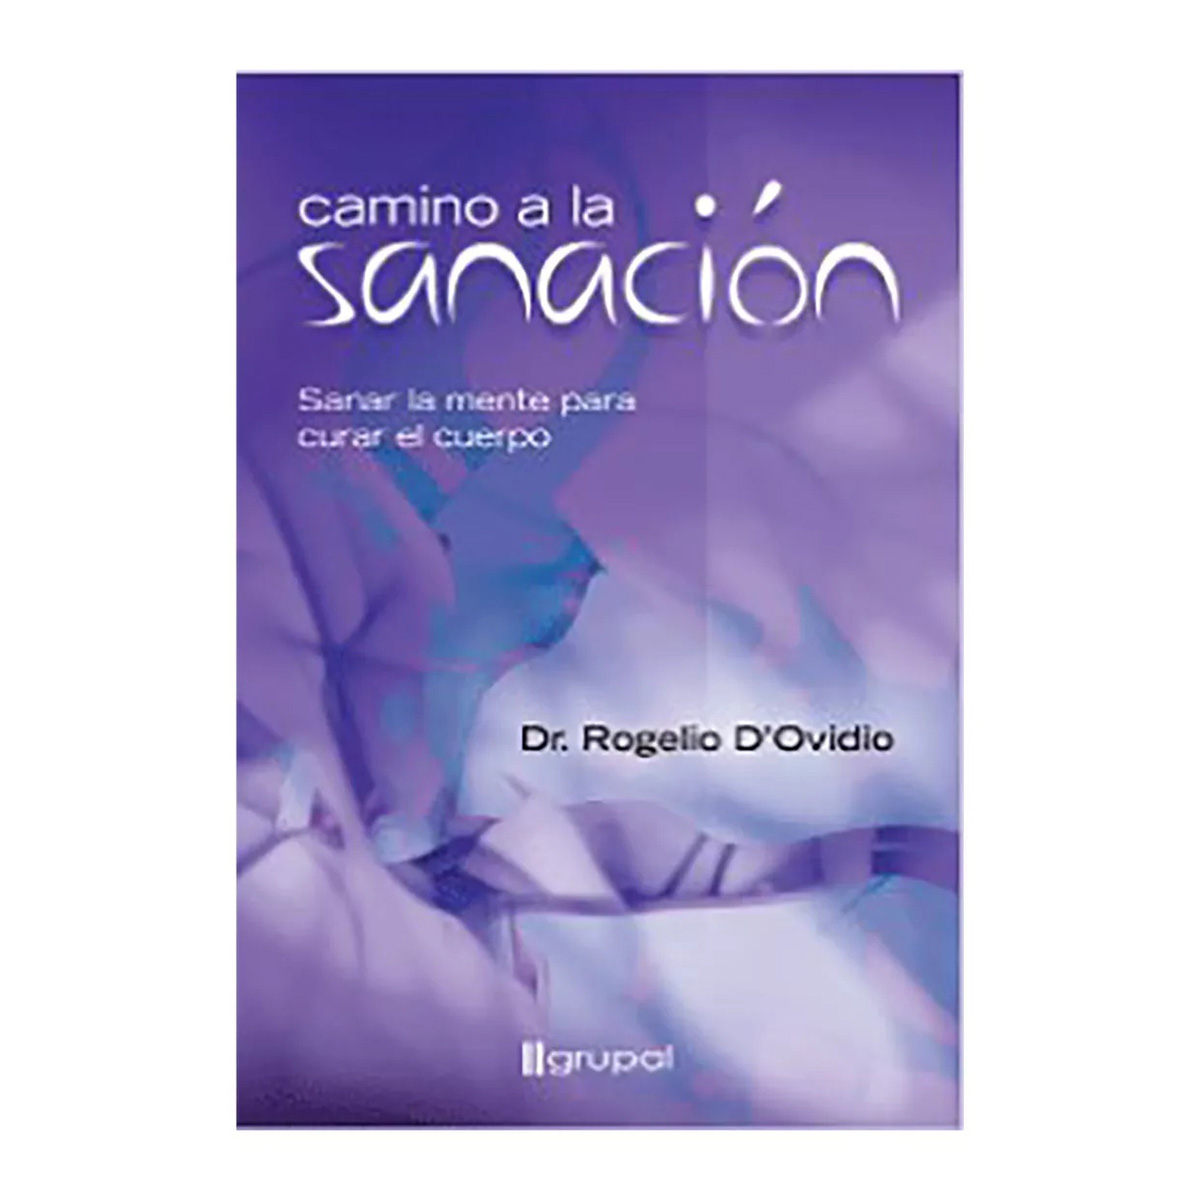 camino a la
sanación
Sanar la mente para
curar el cuerpo
Dr. Rogelio D'Ovidio
grupal